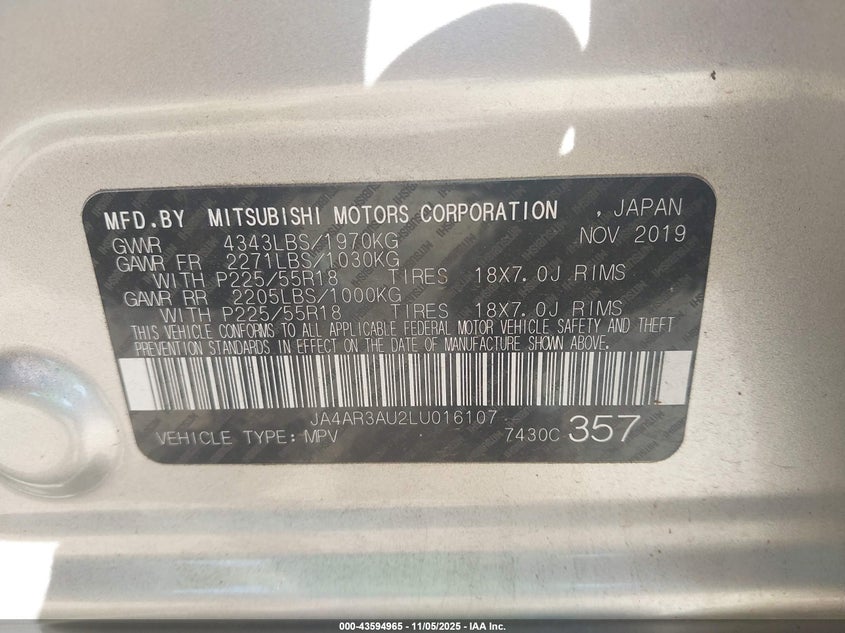 MFD.BY MITSUBISHI MOTORS CORPORATION , JAPAN
GVWR 4343LBS/1970KG NOV 2019
GAWR FR 2271LBS/1030KG
WITH P225/55R18 TIRES 18X7.0J RIMS
GAWR RR 2205LBS/1000KG
WITH P225/55R18 TIRES 18X7.0J RIMS
THIS VEHICLE CONFORMS TO ALL APPLICABLE FEDERAL MOTOR VEHICLE SAFETY AND THEFT
PREVENTION STANDARDS IN EFFECT ON THE DATE OF MANUFACTURE SHOWN ABOVE.
JA4AR3AU2LU016107
VEHICLE TYPE: MPV 7430C 357
000-43594965 - 11/05/2025 - IAA Inc.